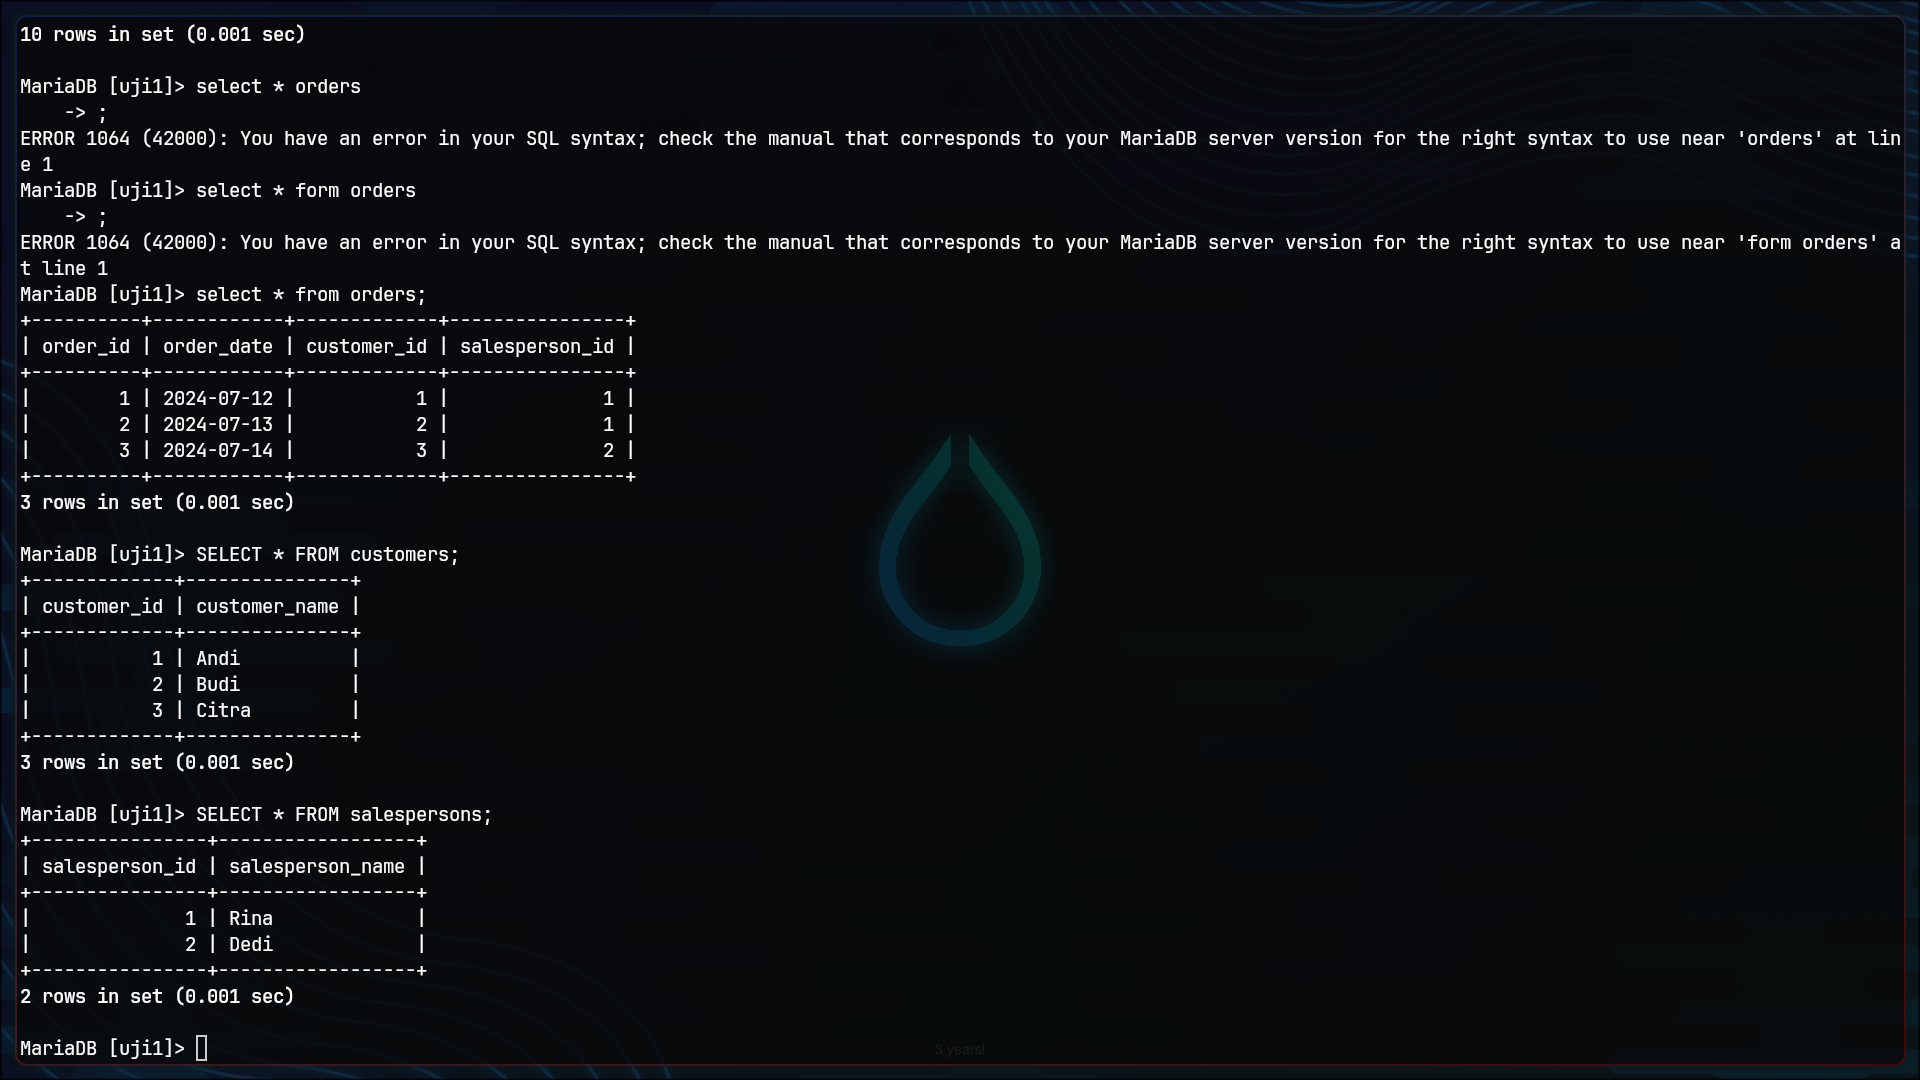 10 rows in set (0.001 sec)
MariaDB [uji1]> select * orders
    -> ;
ERROR 1064 (42000): You have an error in your SQL syntax; check the manual that corresponds to your MariaDB server version for the right syntax to use near 'orders' at lin
e 1
MariaDB [uji1]> select * form orders
    -> ;
ERROR 1064 (42000): You have an error in your SQL syntax; check the manual that corresponds to your MariaDB server version for the right syntax to use near 'form orders' a
t line 1
MariaDB [uji1]> select * from orders;
+----------+------------+-------------+----------------+
| order_id | order_date | customer_id | salesperson_id |
+----------+------------+-------------+----------------+
|        1 | 2024-07-12 |           1 |              1 |
|        2 | 2024-07-13 |           2 |              1 |
|        3 | 2024-07-14 |           3 |              2 |
+----------+------------+-------------+----------------+
3 rows in set (0.001 sec)
MariaDB [uji1]> SELECT * FROM customers;
+-------------+---------------+
| customer_id | customer_name |
+-------------+---------------+
|           1 | Andi          |
|           2 | Budi          |
|           3 | Citra         |
+-------------+---------------+
3 rows in set (0.001 sec)
MariaDB [uji1]> SELECT * FROM salespersons;
+----------------+------------------+
| salesperson_id | salesperson_name |
+----------------+------------------+
|              1 | Rina             |
|              2 | Dedi             |
+----------------+------------------+
2 rows in set (0.001 sec)
MariaDB [uji1]>
3 years!